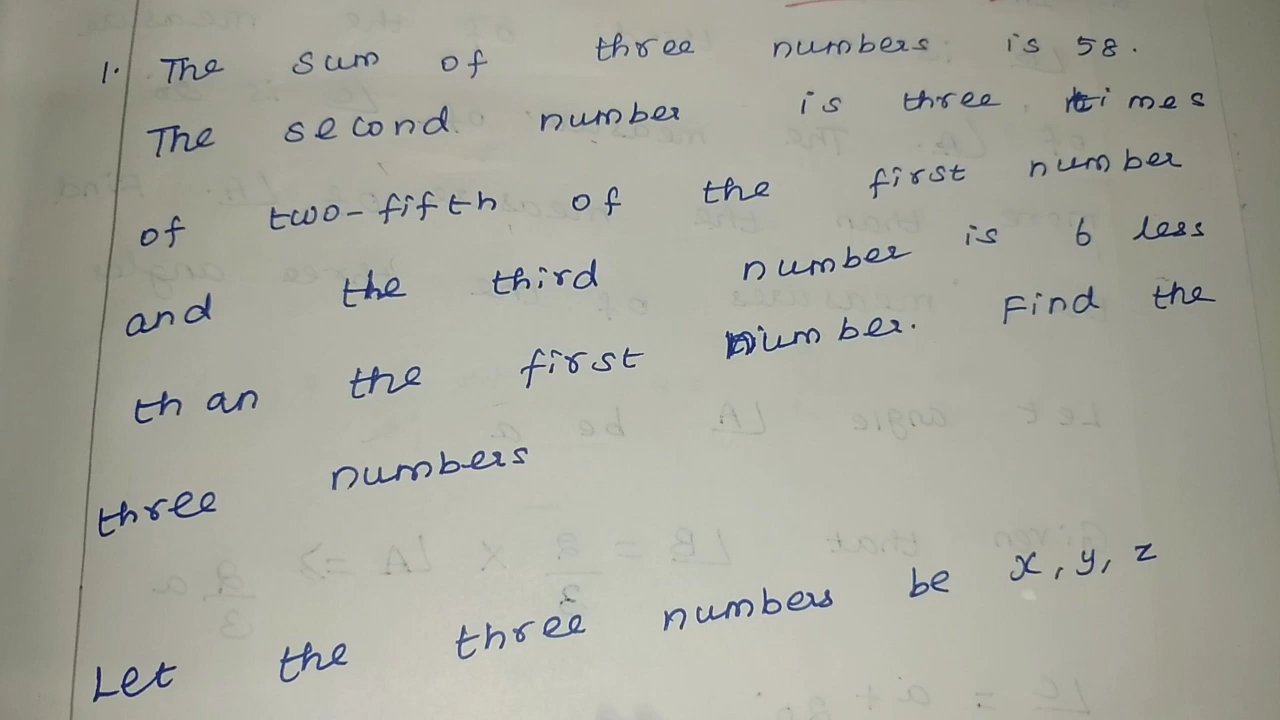 1. The sum of three numbers is 58.
The second number is three times
of two-fifth of the first number
and the third number is 6 less
than the first number. Find the
three numbers
Let the three numbers be x, y, z